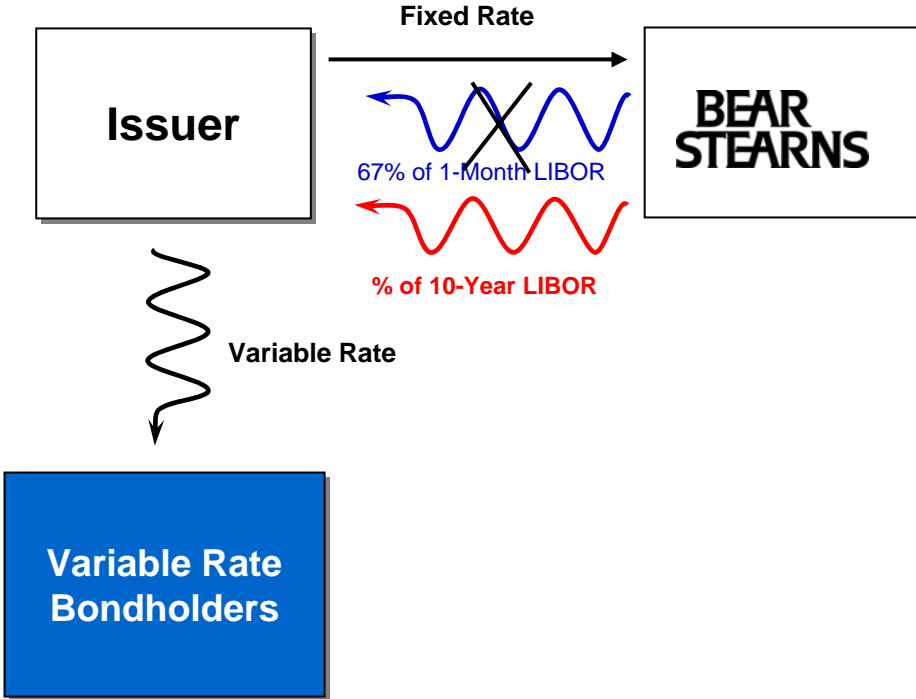 Fixed Rate
Issuer
BEAR
STEARNS
67% of 1-Month LIBOR
% of 10-Year LIBOR
Variable Rate
Variable Rate
Bondholders